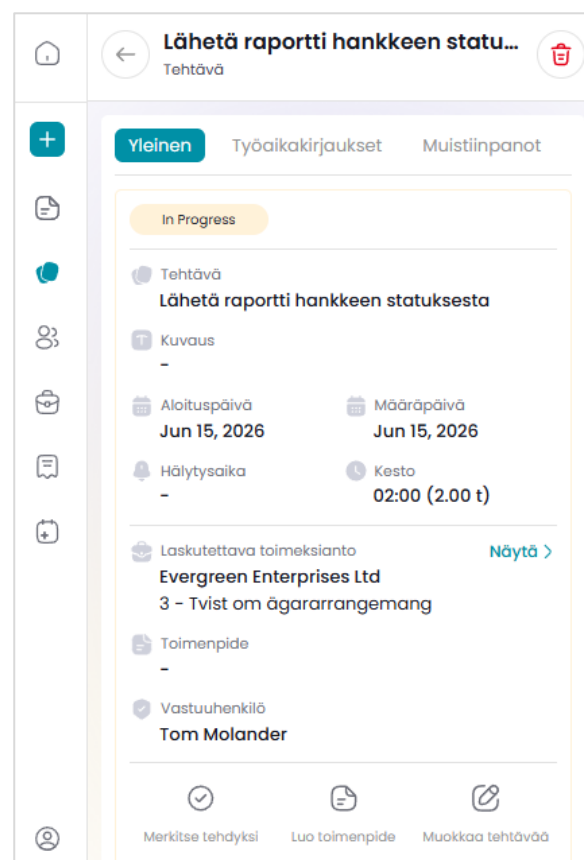 Lähetä raportti hankkeen statu...
Tehtävä
Yleinen Työaikakirjaukset Muistiinpanot
In Progress
Tehtävä
Lähetä raportti hankkeen statuksesta
Kuvaus
-
Aloituspäivä Määräpäivä
Jun 15, 2026 Jun 15, 2026
Hälytysaika Kesto
- 02:00 (2.00 t)
Laskutettava toimeksianto Näytä >
Evergreen Enterprises Ltd
3 - Tvist om ägararrangemang
Toimenpide
-
Vastuuhenkilö
Tom Molander
Merkitse tehdyksi Luo toimenpide Muokkaa tehtävää